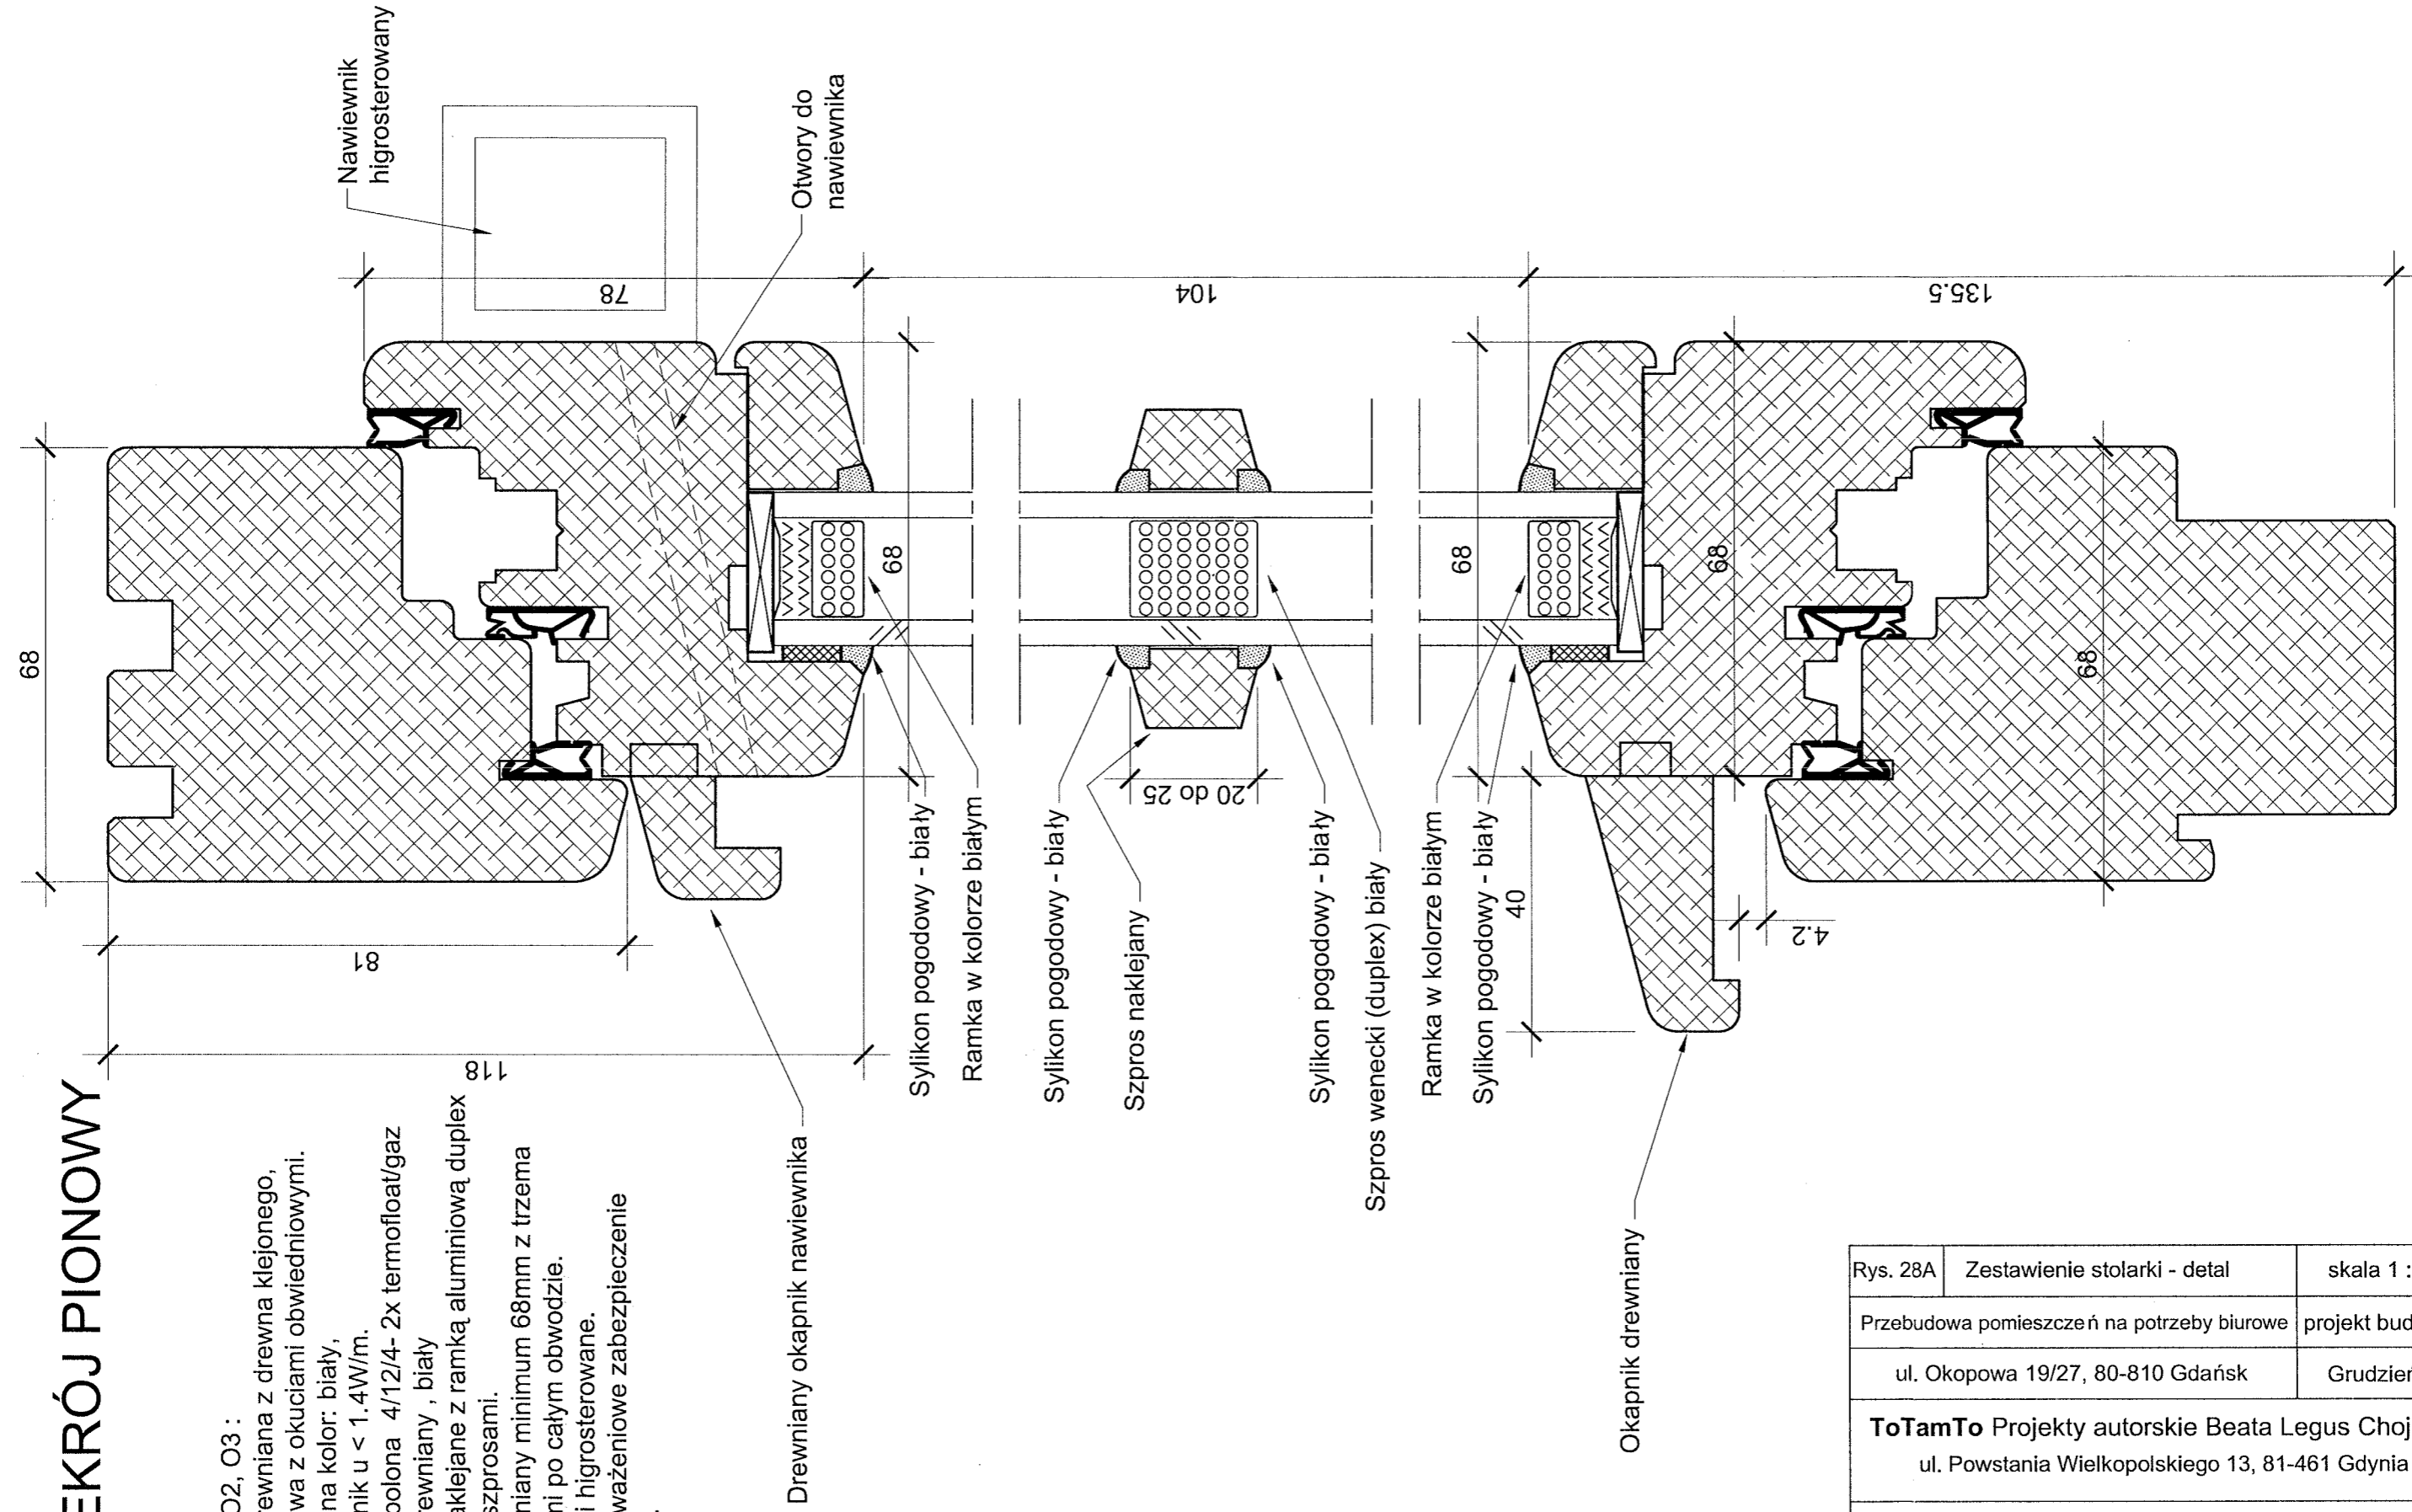 EKRÓJ PIONOWY
O2, O3 :
ewniana z drewna klejonego,
wa z okuciami obwiedniowymi.
na kolor: biały,
nik u < 1.4W/m.
polona 4/12/4- 2x termofloat/gaz
rewniany , biały
aklejane z ramką aluminiową duplex
szprosami.
niany minimum 68mm z trzema
mi po całym obwodzie.
i higrosterowane.
ważeniowe zabezpieczenie
Nawiewnik
higrosterowany
Otwory do
nawiewnika
78
104
135.5
68
68
68
68
68
81
118
20 do 25
40
4.2
Sylikon pogodowy - biały
Ramka w kolorze białym
Sylikon pogodowy - biały
Szpros naklejany
Sylikon pogodowy - biały
Szpros wenecki (duplex) biały
Ramka w kolorze białym
Sylikon pogodowy - biały
Drewniany okapnik nawiewnika
Okapnik drewniany
Rys. 28A Zestawienie stolarki - detal skala 1 :
Przebudowa pomieszczeń na potrzeby biurowe projekt bud
ul. Okopowa 19/27, 80-810 Gdańsk Grudzień
ToTamTo Projekty autorskie Beata Legus Choj
ul. Powstania Wielkopolskiego 13, 81-461 Gdynia